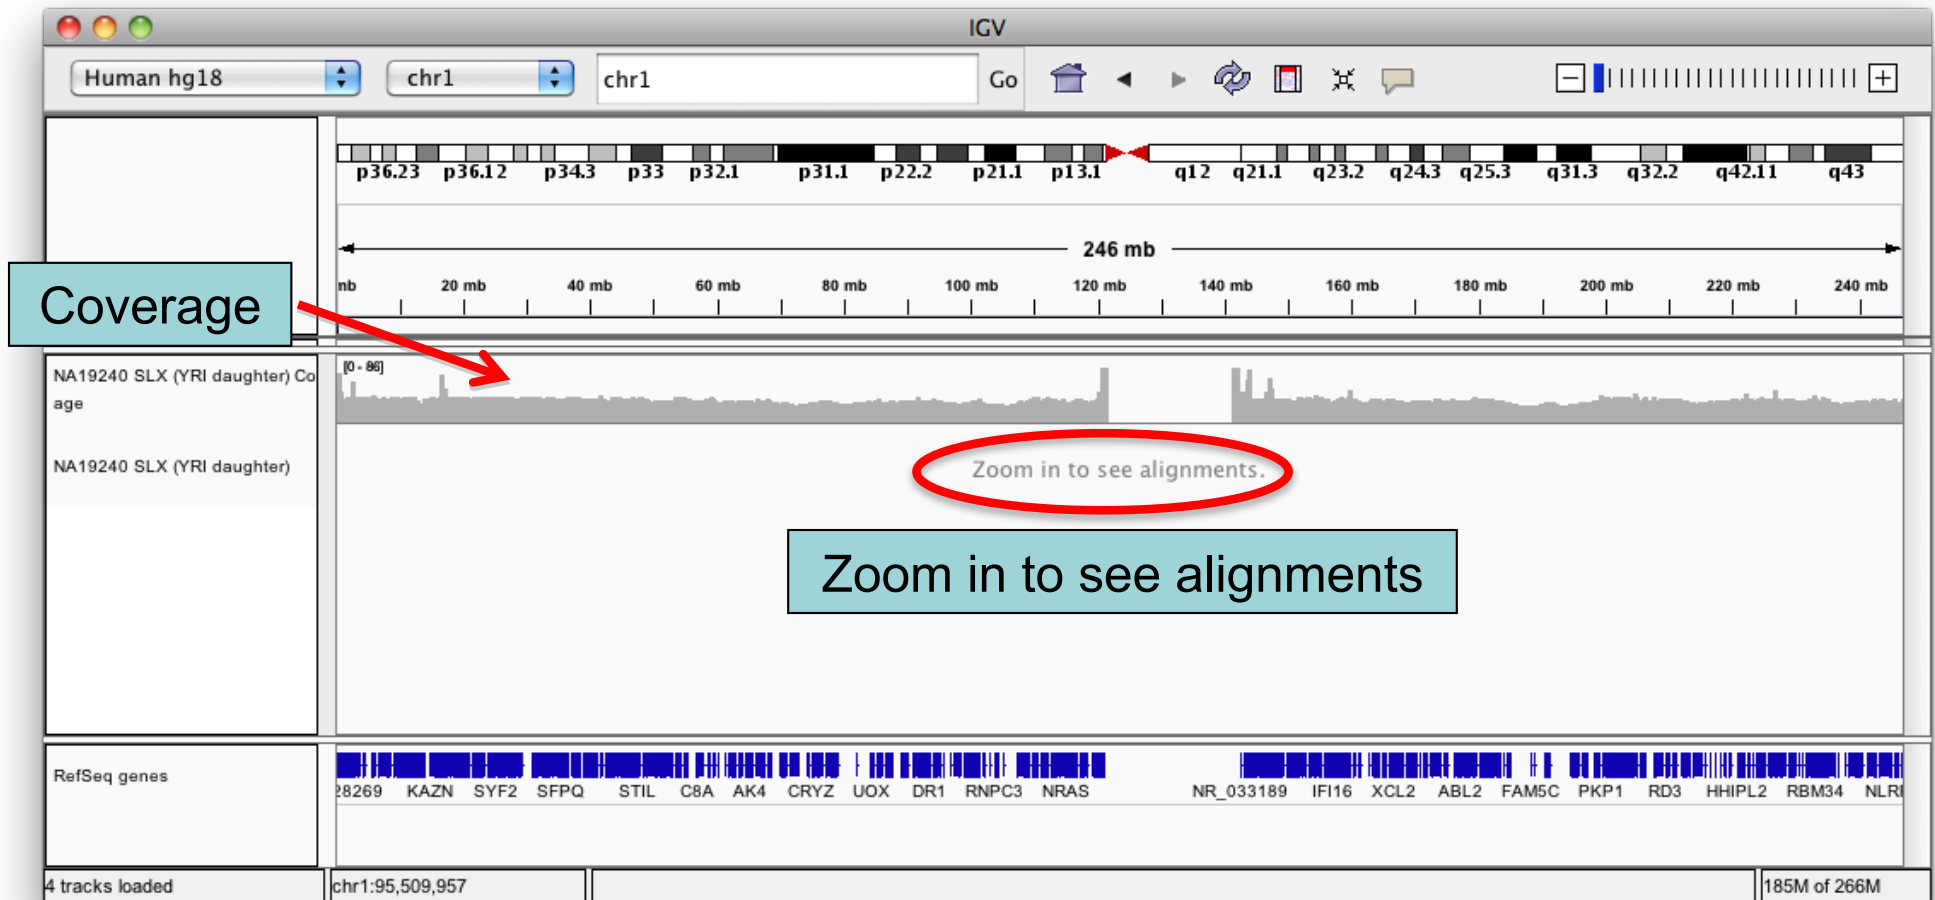 IGV
Human hg18 chr1 chr1 Go
p36.23 p36.12 p34.3 p33 p32.1 p31.1 p22.2 p21.1 p13.1 q12 q21.1 q23.2 q24.3 q25.3 q31.3 q32.2 q42.11 q43
246 mb
mb 20 mb 40 mb 60 mb 80 mb 100 mb 120 mb 140 mb 160 mb 180 mb 200 mb 220 mb 240 mb
Coverage
[0 - 86]
NA19240 SLX (YRI daughter) Co
age
NA19240 SLX (YRI daughter)
Zoom in to see alignments.
Zoom in to see alignments
RefSeq genes
28269 KAZN SYF2 SFPQ STIL C8A AK4 CRYZ UOX DR1 RNPC3 NRAS NR_033189 IFI16 XCL2 ABL2 FAM5C PKP1 RD3 HHIPL2 RBM34 NLR
4 tracks loaded chr1:95,509,957 185M of 266M